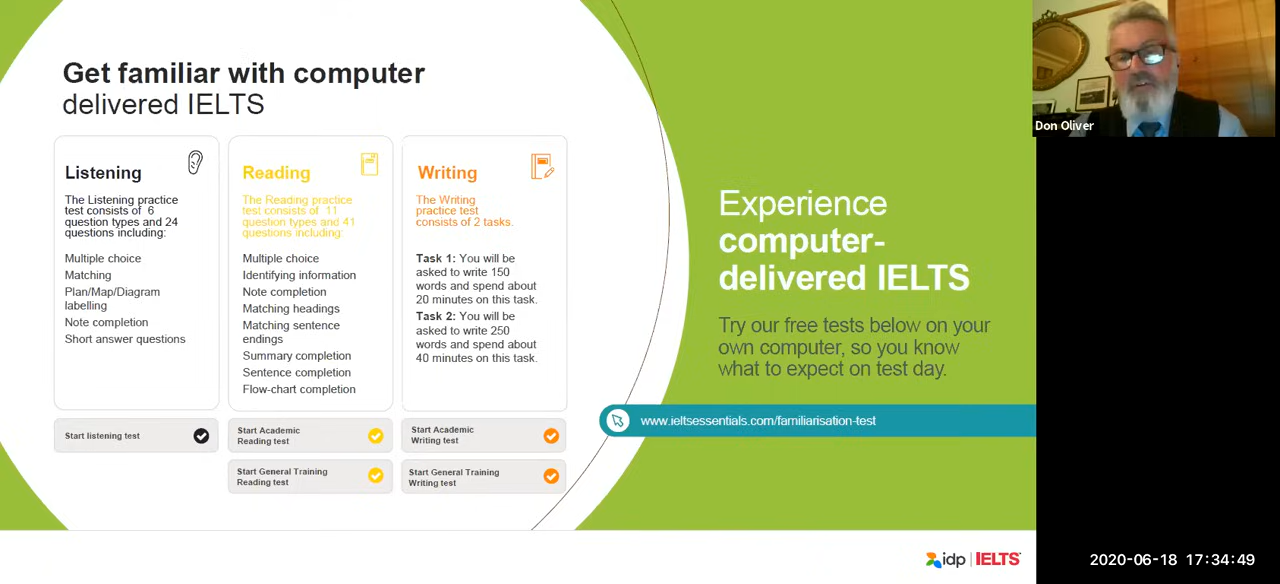 Get familiar with computer
delivered IELTS
Listening
The Listening practice
test consists of 6
question types and 24
questions including:
Multiple choice
Matching
Plan/Map/Diagram
labelling
Note completion
Short answer questions
Start listening test
Reading
The Reading practice
test consists of 11
question types and 41
questions including:
Multiple choice
Identifying information
Note completion
Matching headings
Matching sentence
endings
Summary completion
Sentence completion
Flow-chart completion
Start Academic
Reading test
Start General Training
Reading test
Writing
The Writing
practice test
consists of 2 tasks.
Task 1: You will be
asked to write 150
words and spend about
20 minutes on this task.
Task 2: You will be
asked to write 250
words and spend about
40 minutes on this task.
Start Academic
Writing test
Start General Training
Writing test
Experience
computer-
delivered IELTS
Try our free tests below on your
own computer, so you know
what to expect on test day.
www.ieltsessentials.com/familiarisation-test
idp | IELTS
Don Oliver
2020-06-18 17:34:49